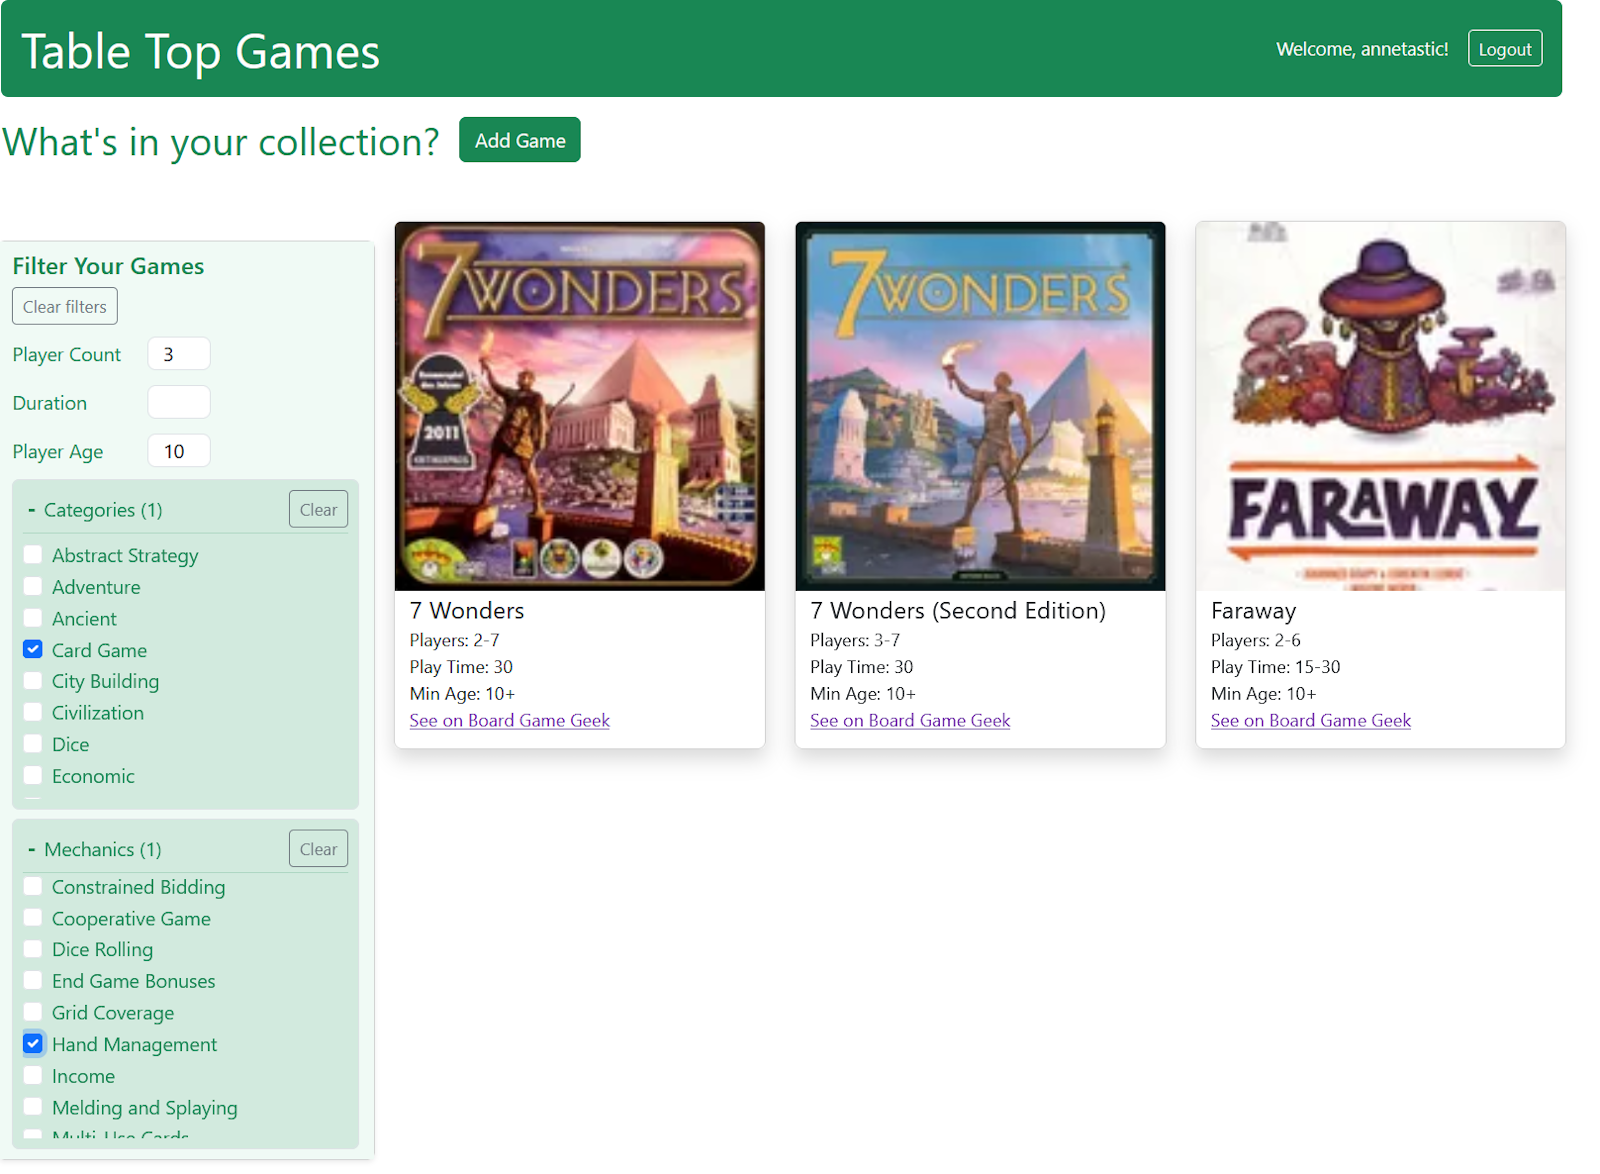 Table Top Games
Welcome, annetastic!
Logout
What's in your collection?
Add Game
Filter Your Games
Clear filters
Player Count
3
Duration
Player Age
10
- Categories (1)
Clear
Abstract Strategy
Adventure
Ancient
Card Game
City Building
Civilization
Dice
Economic
- Mechanics (1)
Clear
Constrained Bidding
Cooperative Game
Dice Rolling
End Game Bonuses
Grid Coverage
Hand Management
Income
Melding and Splaying
Multi-Use Cards
7 WONDERS
2011
7 Wonders
Players: 2-7
Play Time: 30
Min Age: 10+
See on Board Game Geek
7 WONDERS
7 Wonders (Second Edition)
Players: 3-7
Play Time: 30
Min Age: 10+
See on Board Game Geek
FARAWAY
Faraway
Players: 2-6
Play Time: 15-30
Min Age: 10+
See on Board Game Geek